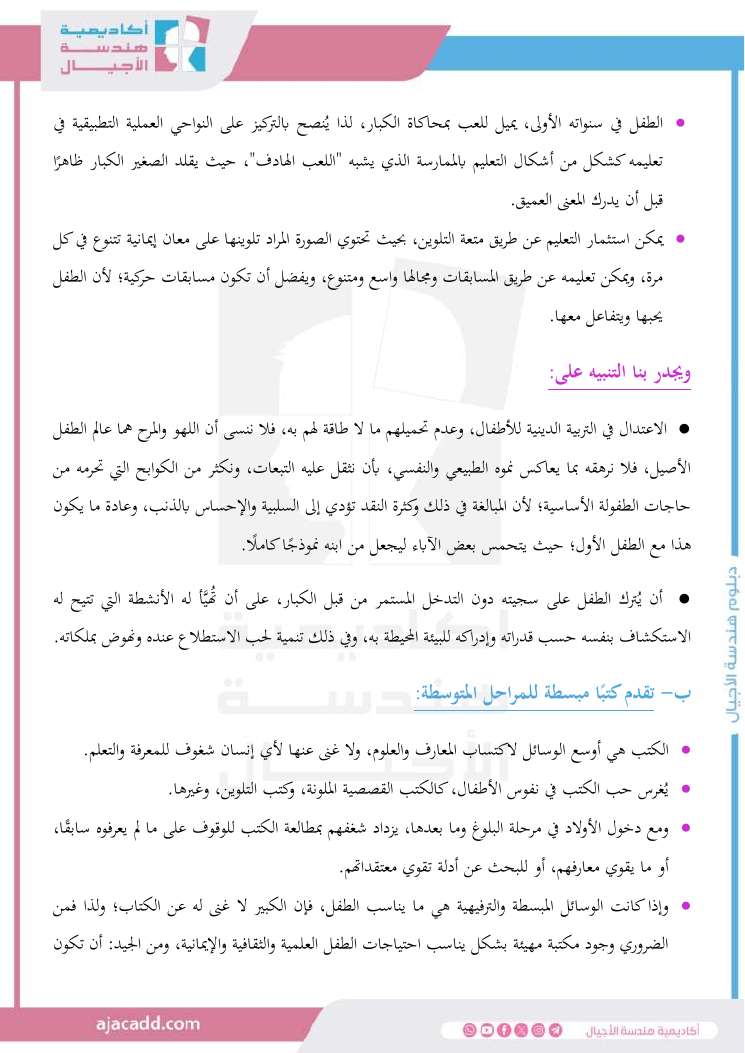 أكاديمية
هندسة
الأجيال
الطفل في سنواته الأولى، يميل للعب بمحاكاة الكبار، لذا يُنصح بالتركيز على النواحي العملية التطبيقية في
تعليمه كشكل من أشكال التعليم بالممارسة الذي يشبه "اللعب الهادف"، حيث يقلد الصغير الكبار ظاهرًا
قبل أن يدرك المعنى العميق.
يمكن استثمار التعليم عن طريق متعة التلوين، بحيث تحتوي الصورة المراد تلوينها على معان إيمانية تتنوع في كل
مرة، ويمكن تعليمه عن طريق المسابقات ومجالها واسع ومتنوع، ويفضل أن تكون مسابقات حركية؛ لأن الطفل
يحبها ويتفاعل معها.
ويجدر بنا التنبيه على:
● الاعتدال في التربية الدينية للأطفال، وعدم تحميلهم ما لا طاقة لهم به، فلا ننسى أن اللهو والمرح هما عالم الطفل
الأصيل، فلا نرهقه بما يعاكس نموه الطبيعي والنفسي، بأن نثقل عليه التبعات، ونكثر من الكوابح التي تحرمه من
حاجات الطفولة الأساسية؛ لأن المبالغة في ذلك وكثرة النقد تؤدي إلى السلبية والإحساس بالذنب، وعادة ما يكون
هذا مع الطفل الأول؛ حيث يتحمس بعض الآباء ليجعل من ابنه نموذجًا كاملًا.
● أن يُترك الطفل على سجيته دون التدخل المستمر من قبل الكبار، على أن تُهيَّأ له الأنشطة التي تتيح له
الاستكشاف بنفسه حسب قدراته وإدراكه للبيئة المحيطة به، وفي ذلك تنمية لحب الاستطلاع عنده ونهوض بملكاته.
ب- تقدم كتبًا مبسطة للمراحل المتوسطة:
الكتب هي أوسع الوسائل لاكتساب المعارف والعلوم، ولا غنى عنها لأي إنسان شغوف للمعرفة والتعلم.
يُغرس حب الكتب في نفوس الأطفال، كالكتب القصصية الملونة، وكتب التلوين، وغيرها.
ومع دخول الأولاد في مرحلة البلوغ وما بعدها، يزداد شغفهم بمطالعة الكتب للوقوف على ما لم يعرفوه سابقًا،
أو ما يقوي معارفهم، أو للبحث عن أدلة تقوي معتقداتهم.
وإذا كانت الوسائل المبسطة والترفيهية هي ما يناسب الطفل، فإن الكبير لا غنى له عن الكتاب؛ ولذا فمن
الضروري وجود مكتبة مهيئة بشكل يناسب احتياجات الطفل العلمية والثقافية والإيمانية، ومن الجيد: أن تكون
دبلوم هندسة الأجيال
أكاديمية هندسة الأجيال
ajacadd.com